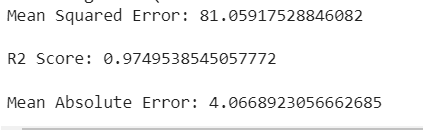 Mean Squared Error: 81.05917528846082
R2 Score: 0.9749538545057772
Mean Absolute Error: 4.0668923056662685